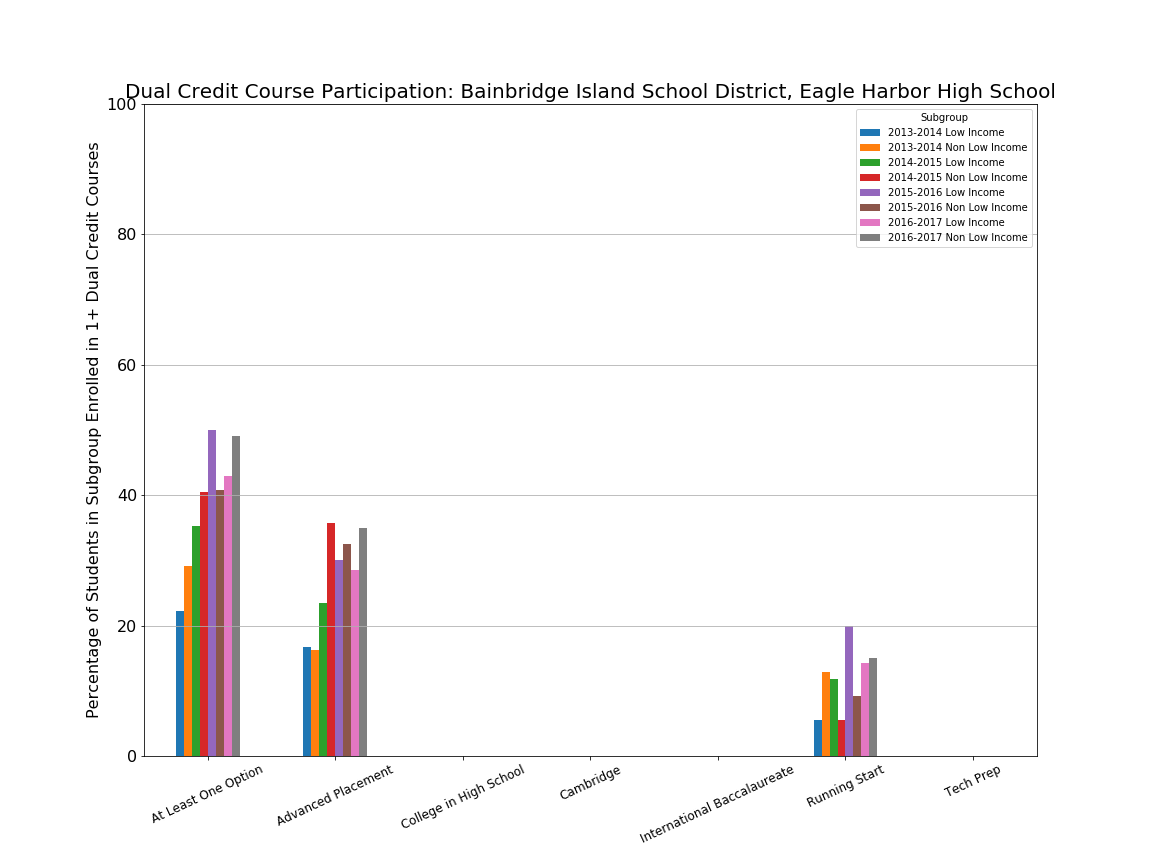 Dual Credit Course Participation: Bainbridge Island School District, Eagle Harbor High School
Percentage of Students in Subgroup Enrolled in 1+ Dual Credit Courses
100
80
60
40
20
0
Subgroup
2013-2014 Low Income
2013-2014 Non Low Income
2014-2015 Low Income
2014-2015 Non Low Income
2015-2016 Low Income
2015-2016 Non Low Income
2016-2017 Low Income
2016-2017 Non Low Income
At Least One Option
Advanced Placement
College in High School
Cambridge
International Baccalaureate
Running Start
Tech Prep